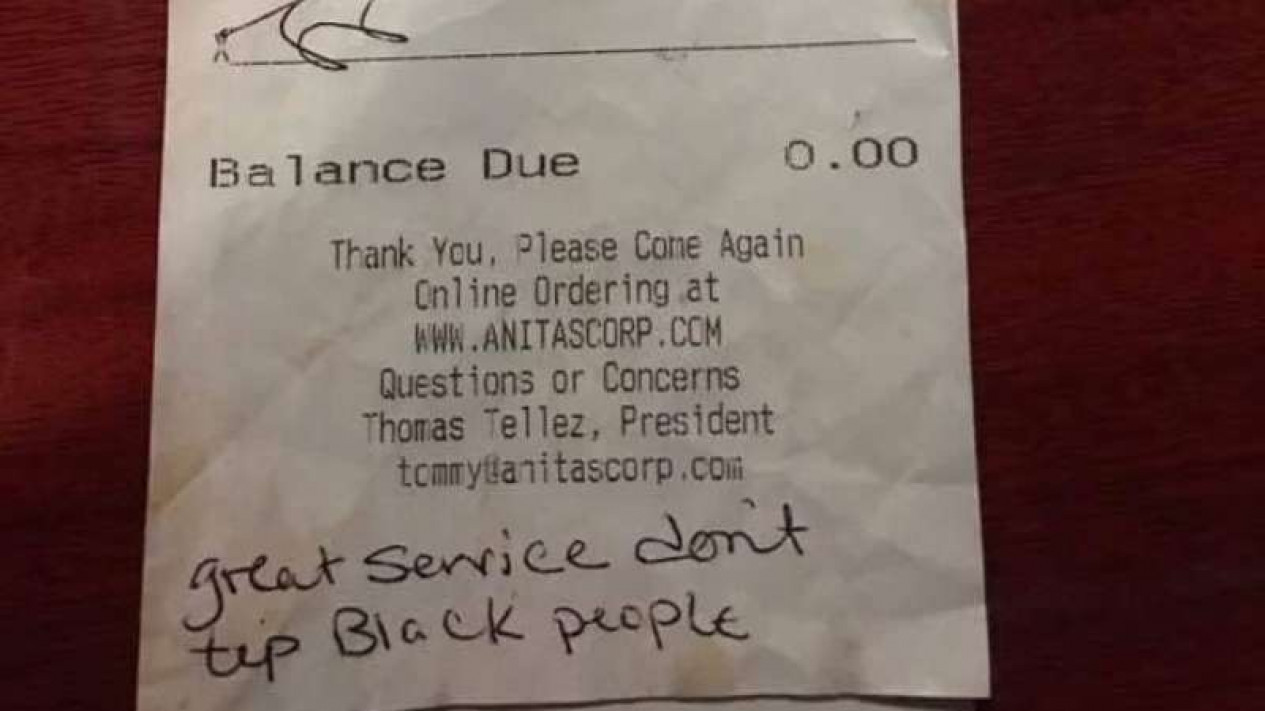 X
Balance Due 0.00
Thank You, Please Come Again
Online Ordering at
WWW.ANITASCORP.COM
Questions or Concerns
Thomas Tellez, President
tommy@anitascorp.com
great service don't
tip Black people